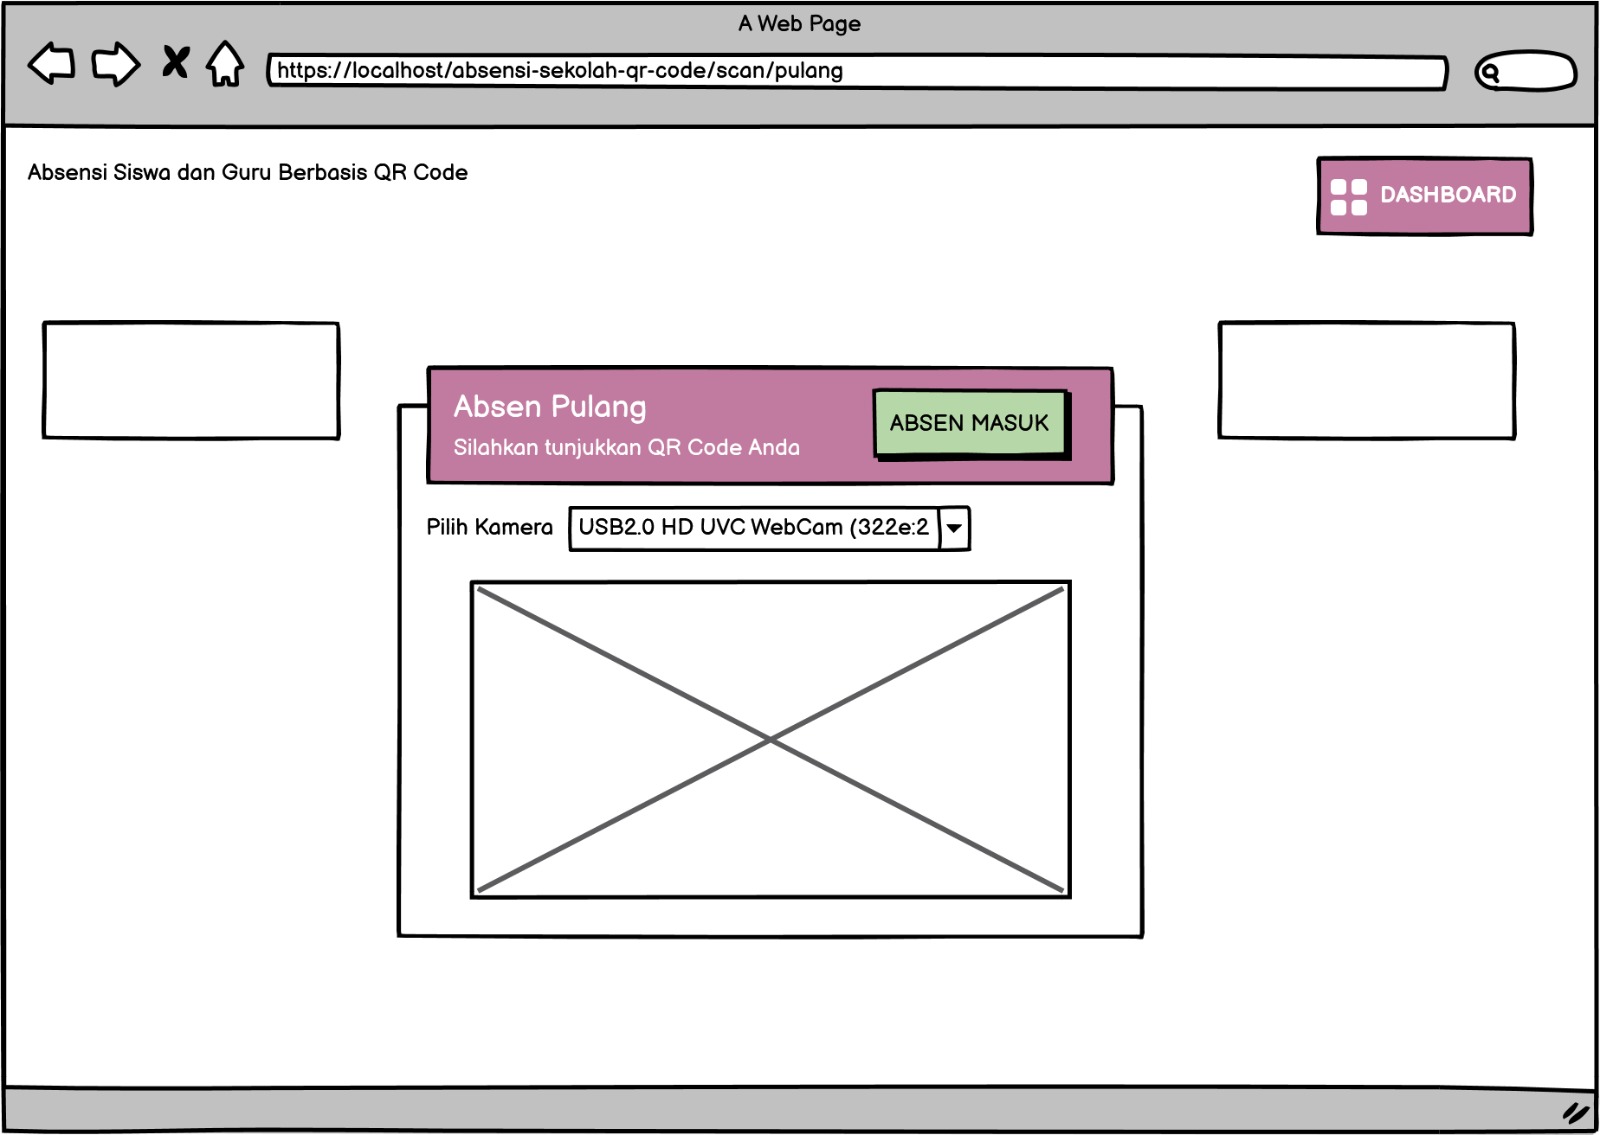 A Web Page
https://localhost/absensi-sekolah-qr-code/scan/pulang
Absensi Siswa dan Guru Berbasis QR Code
DASHBOARD
Absen Pulang
Silahkan tunjukkan QR Code Anda
ABSEN MASUK
Pilih Kamera
USB2.0 HD UVC WebCam (322e:2